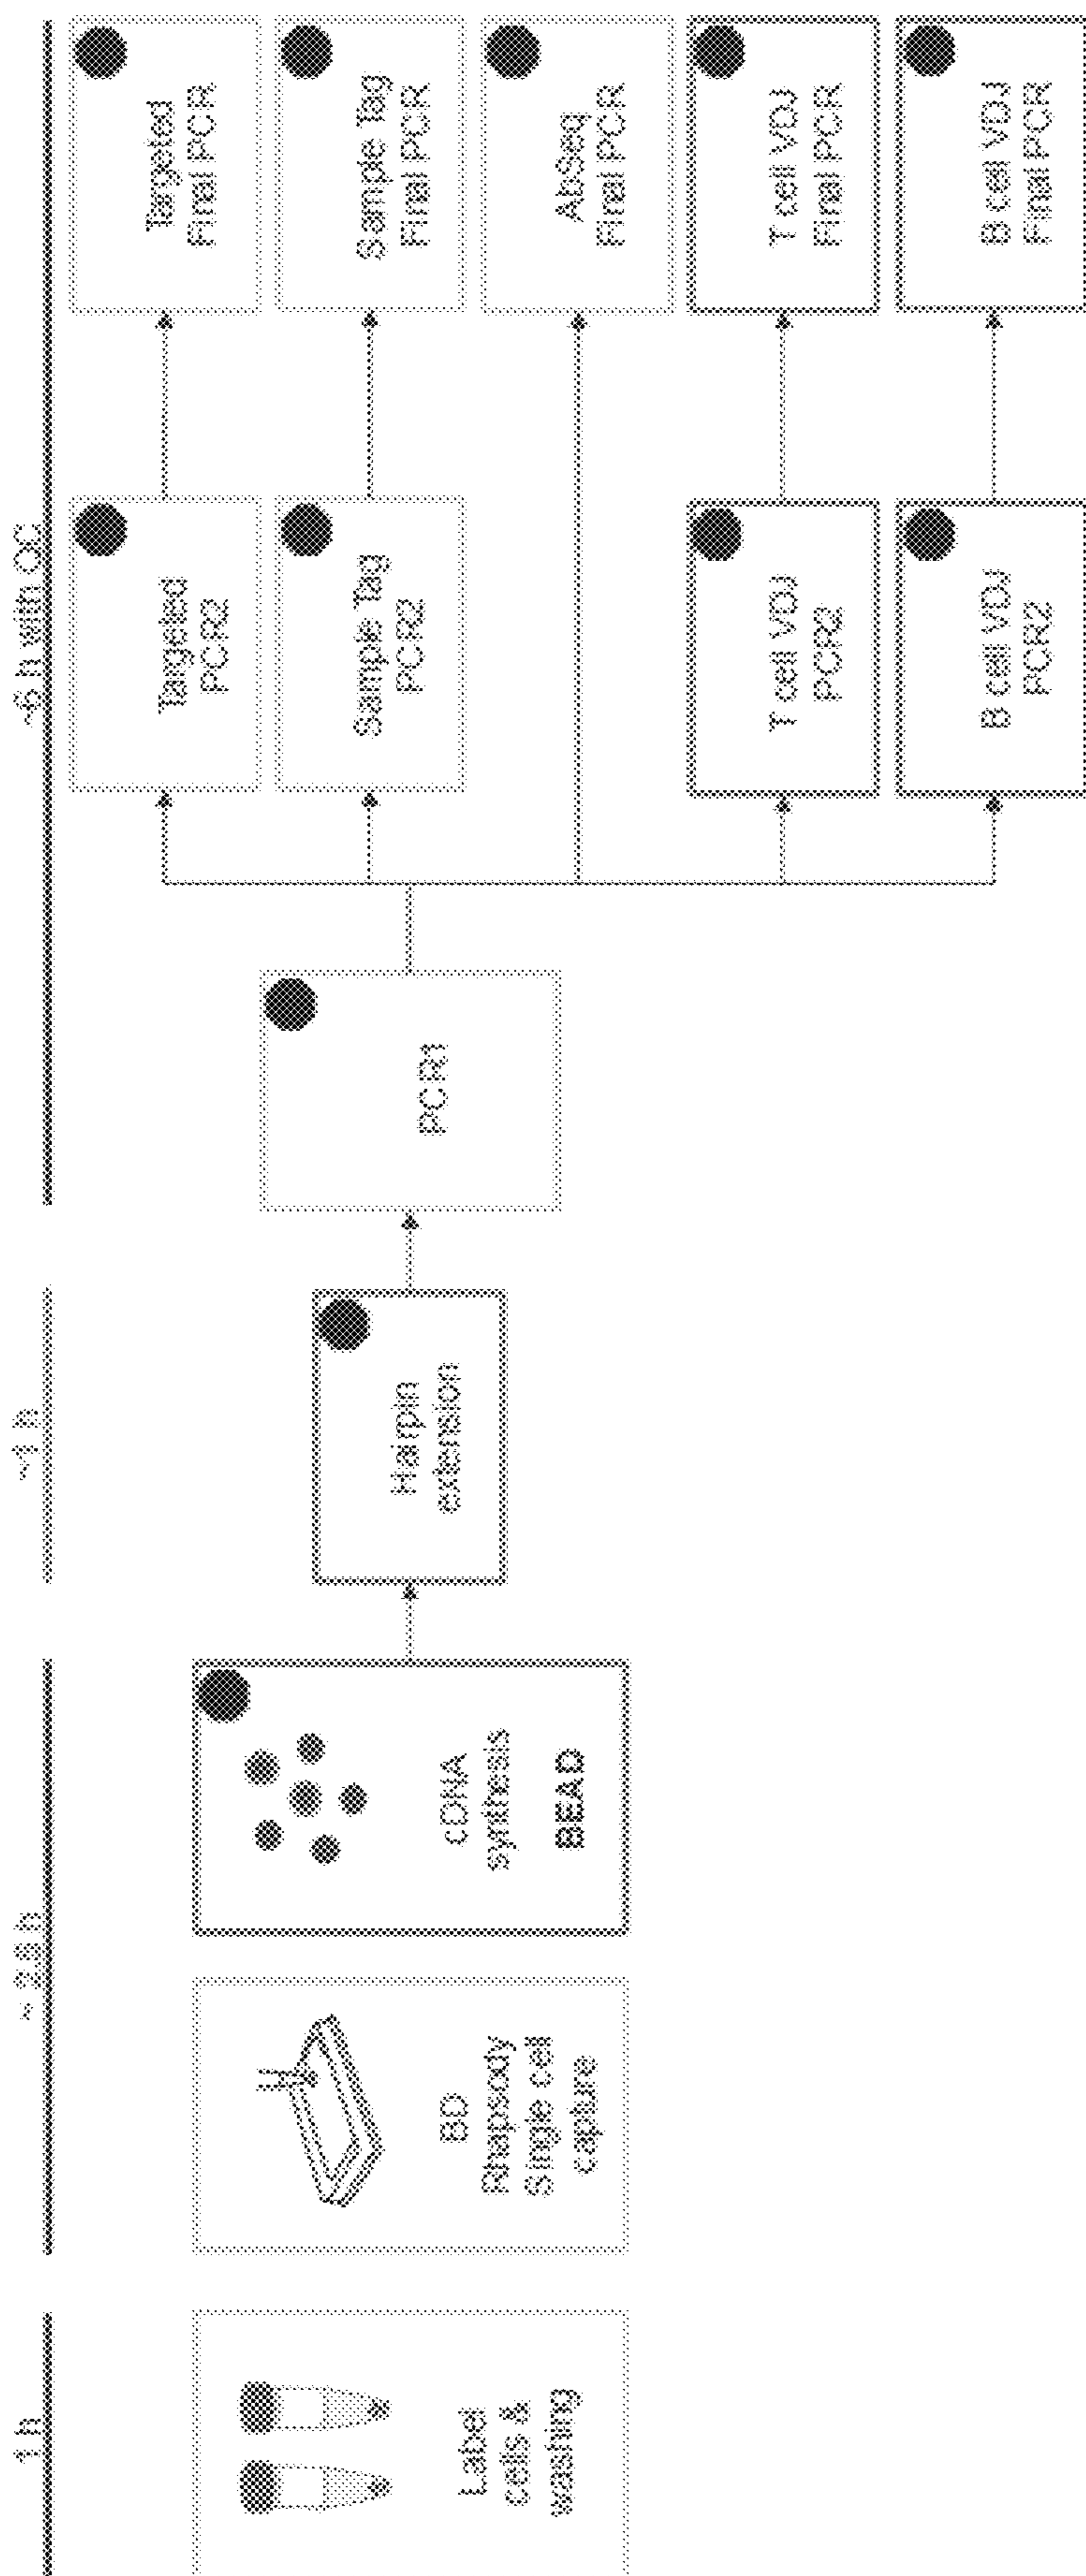 1 h
~ 2.8 h
~1 h
~6 h with QC
Label
cells &
washing
BD
Rhapsody
Single cell
capture
cDNA
synthesis
BEAD
Hairpin
extension
PCR1
Targeted
PCR2
Targeted
Final PCR
Sample Tag
PCR2
Sample Tag
Final PCR
AbSeq
Final PCR
T cell VDJ
PCR2
T cell VDJ
Final PCR
B cell VDJ
PCR2
B cell VDJ
Final PCR